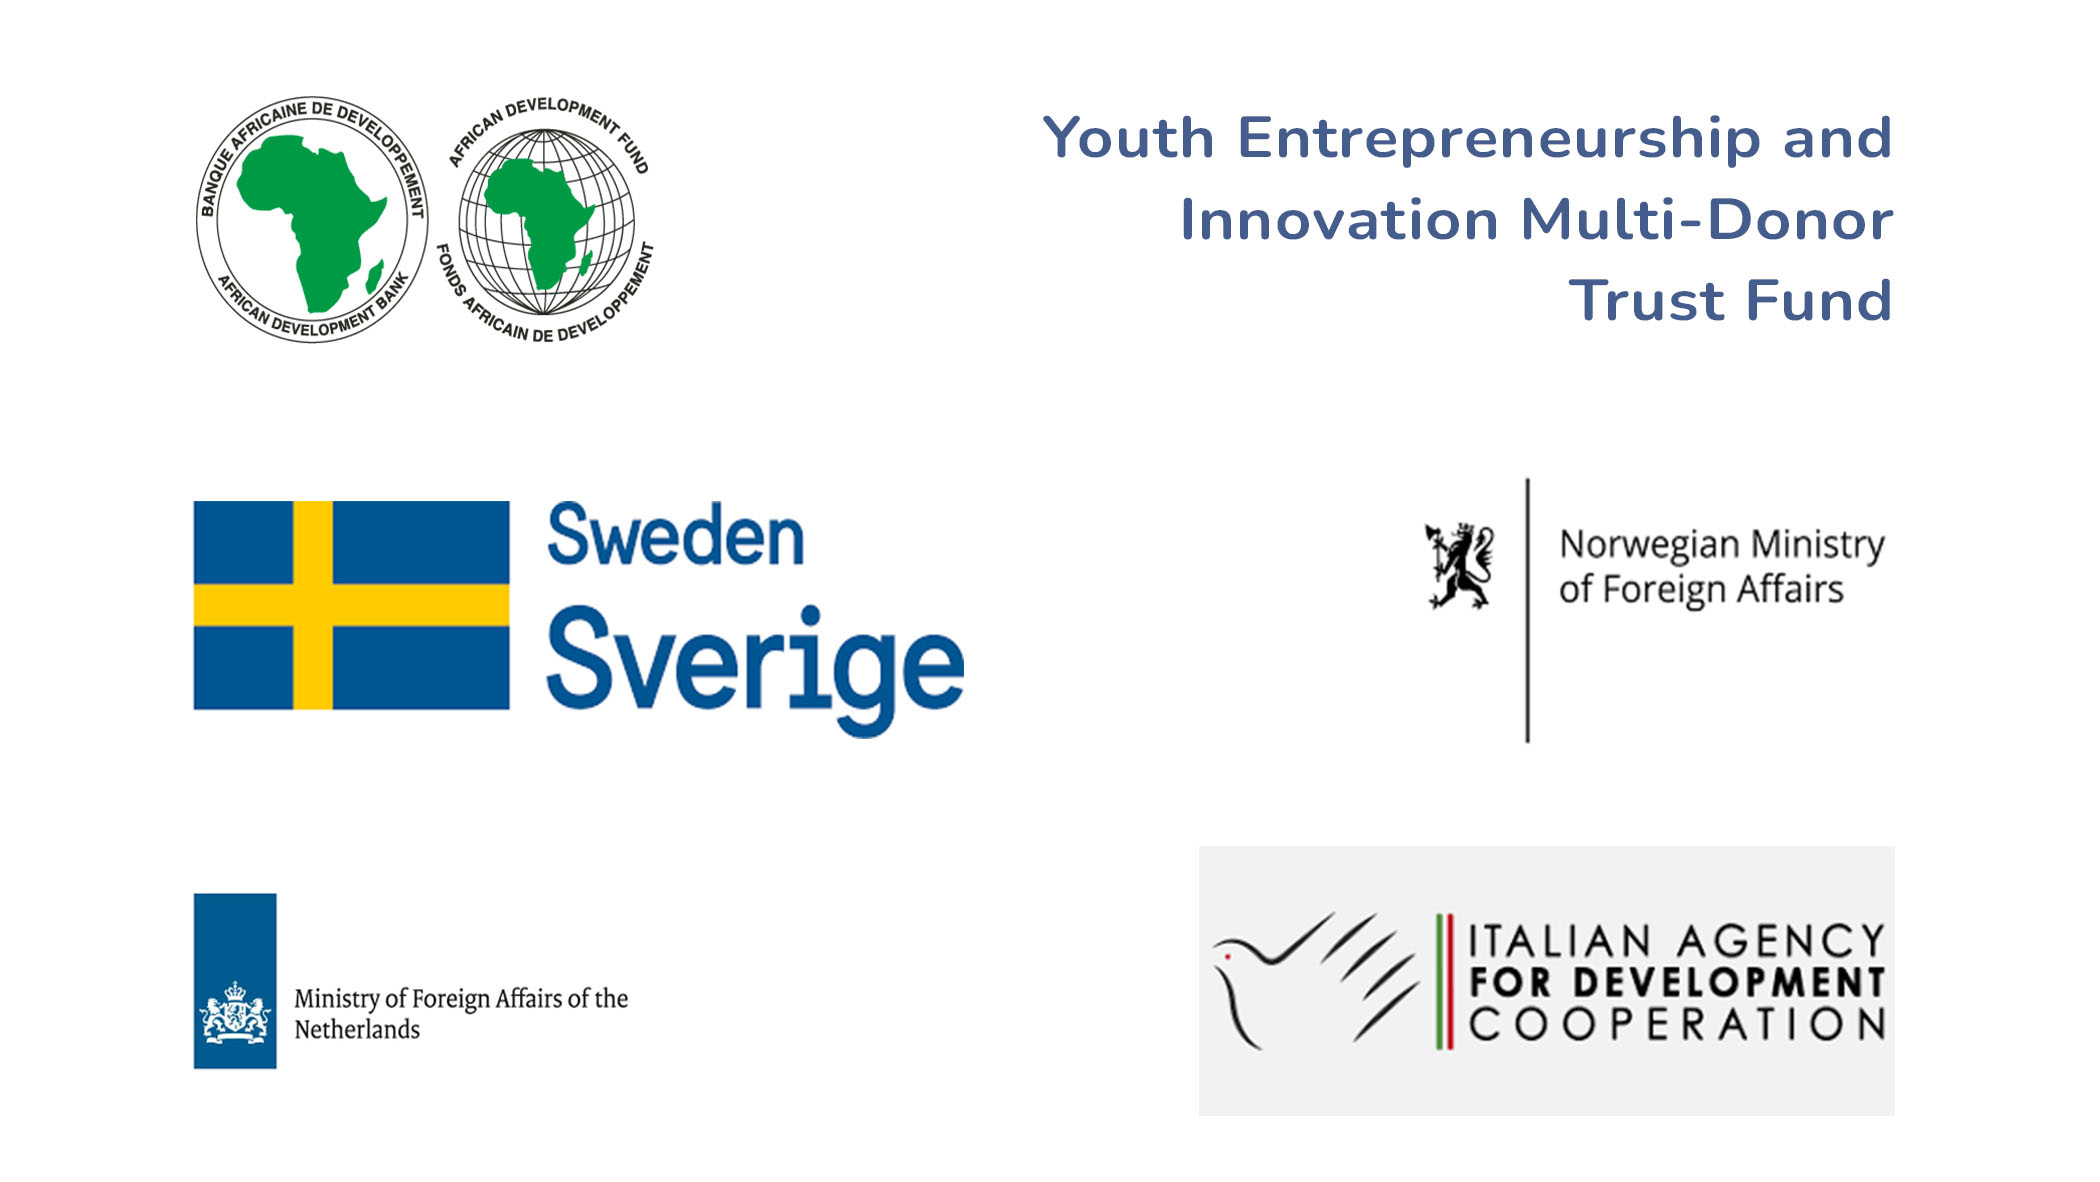 BANQUE AFRICAINE DE DEVELOPPEMENT
AFRICAN DEVELOPMENT BANK
AFRICAN DEVELOPMENT FUND
FONDS AFRICAIN DE DEVELOPPEMENT
Youth Entrepreneurship and
Innovation Multi-Donor
Trust Fund
Sweden
Sverige
Norwegian Ministry
of Foreign Affairs
Ministry of Foreign Affairs of the
Netherlands
ITALIAN AGENCY
FOR DEVELOPMENT
COOPERATION